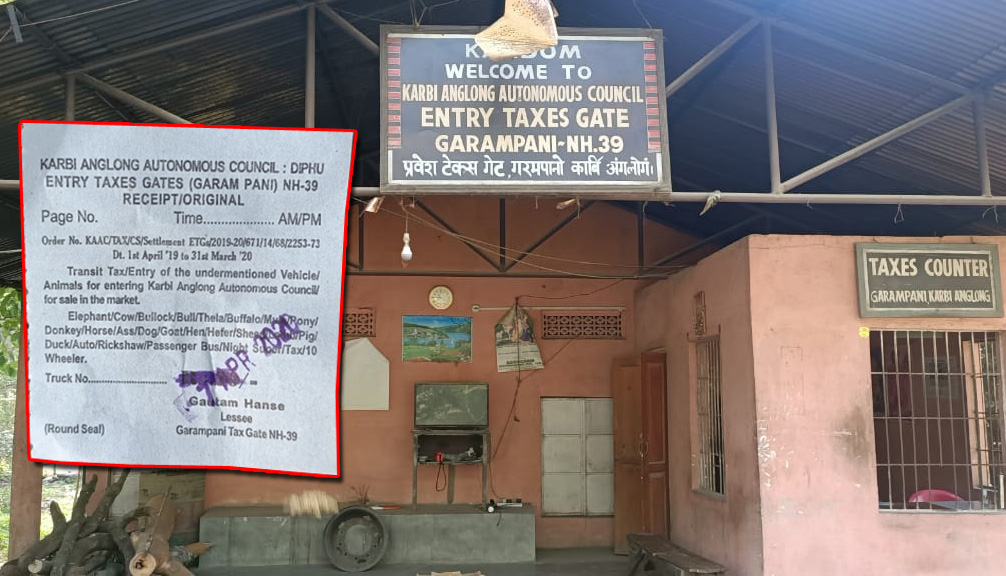 KARDOM
WELCOME TO
KARBI ANGLONG AUTONOMOUS COUNCIL
ENTRY TAXES GATE
GARAMPANI-NH.39
प्रवेश टेक्स गेट, गरमपानी कार्बि अंगलोगं।
TAXES COUNTER
GARAMPANI, KARBI ANGLONG
KARBI ANGLONG AUTONOMOUS COUNCIL : DIPHU
ENTRY TAXES GATES (GARAM PANI) NH-39
RECEIPT/ORIGINAL
Page No. Time.................... AM/PM
Order No. KAAC/TAX/CS/Settlement ETGs/2019-20/671/14/68/2253-73
Dt. 1st April '19 to 31st March '20
Transit Tax/Entry of the undermentioned Vehicle/
Animals for entering Karbi Anglong Autonomous Council/
for sale in the market.
Elephant/Cow/Bullock/Bull/Thela/Buffalo/Mule/Pony/
Donkey/Horse/Ass/Dog/Goat/Hen/Hefer/Pig/
Duck/Auto/Rickshaw/Passenger Bus/Night Super/Tax/10
Wheeler.
Truck No..........................
APR 2020
Gautam Hanse
Lessee
(Round Seal) Garampani Tax Gate NH-39